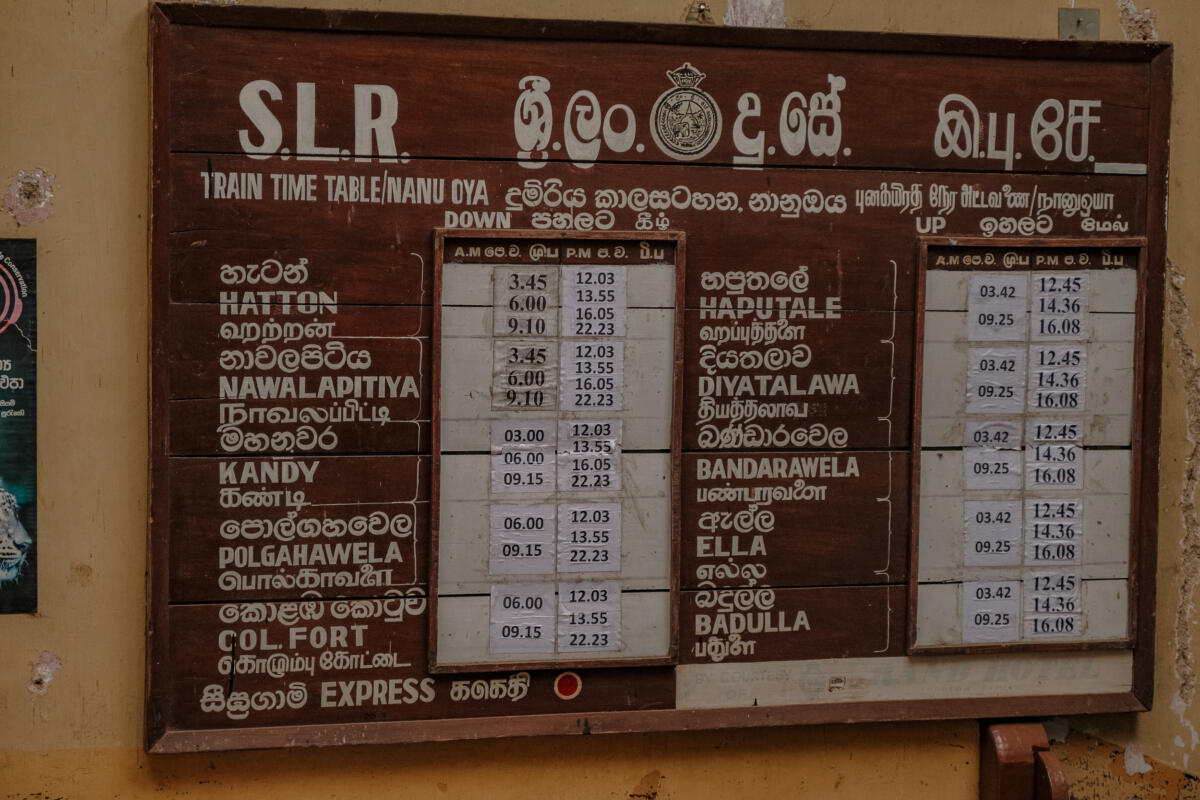 S.L.R. ශ්‍රී.ලං. දු.සේ. இ.பு.சே.
TRAIN TIME TABLE/NANU OYA දුම්රිය කාලසටහන, නානුඔය புகையிரத நேர அட்டவணை/நானுஓயா
DOWN පහලට கீழ்
UP ඉහලට மேல்
A.M පෙ.ව. மு.ப P.M ප.ව. பி.ப
හැටන්
HATTON
ஹற்றன்
3.45 12.03
6.00 13.55
9.10 16.05
22.23
නාවලපිටිය
NAWALADITIYA
நாவலப்பிட்டி
3.45 12.03
6.00 13.55
9.10 16.05
22.23
මහනුවර
KANDY
கண்டி
03.00 12.03
06.00 13.55
09.15 16.05
22.23
පොල්ගහවෙල
POLGAHAWELA
பொல்காவலை
06.00 12.03
09.15 13.55
22.23
කොළඹ කොටුව
COL.FORT
கொழும்பு கோட்டை
06.00 12.03
09.15 13.55
22.23
සීඝ්‍රගාමි EXPRESS கடுகதி
A.M පෙ.ව. மு.ப P.M ප.ව. பி.ப
හපුතලේ
HAPUTALE
ஹப்புத்தளை
03.42 12.45
09.25 14.36
16.08
දියතලාව
DIYATALAWA
தியத்தலாவ
03.42 12.45
09.25 14.36
16.08
බණ්ඩාරවෙල
BANDARAWELA
பண்டாரவளை
03.42 12.45
09.25 14.36
16.08
ඇල්ල
ELLA
எல்ல
03.42 12.45
09.25 14.36
16.08
බදුල්ල
BADULLA
பதுளை
03.42 12.45
09.25 14.36
16.08
BY COURTESY
HOTEL